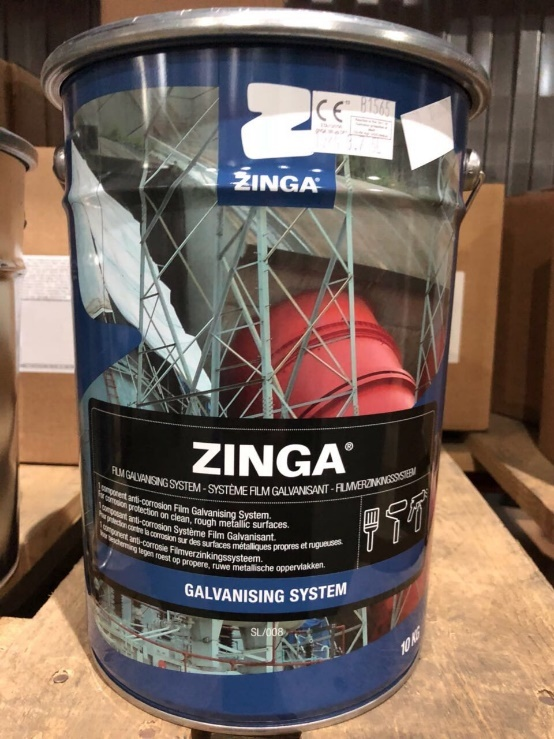 CE
B1565
ZINGA®
ZINGA®
FILM GALVANISING SYSTEM - SYSTÈME FILM GALVANISANT - FILMVERZINKINGSSYSTEEM
1 component anti-corrosion Film Galvanising System.
For corrosion protection on clean, rough metallic surfaces.
1 composant anti-corrosion Système Film Galvanisant.
Pour protection contre la corrosion sur des surfaces métalliques propres et rugueuses.
1 component anti-corrosie Filmverzinkingssysteem.
Voor bescherming tegen roest op propere, ruwe metallische oppervlakken.
GALVANISING SYSTEM
SL/008
10 KG